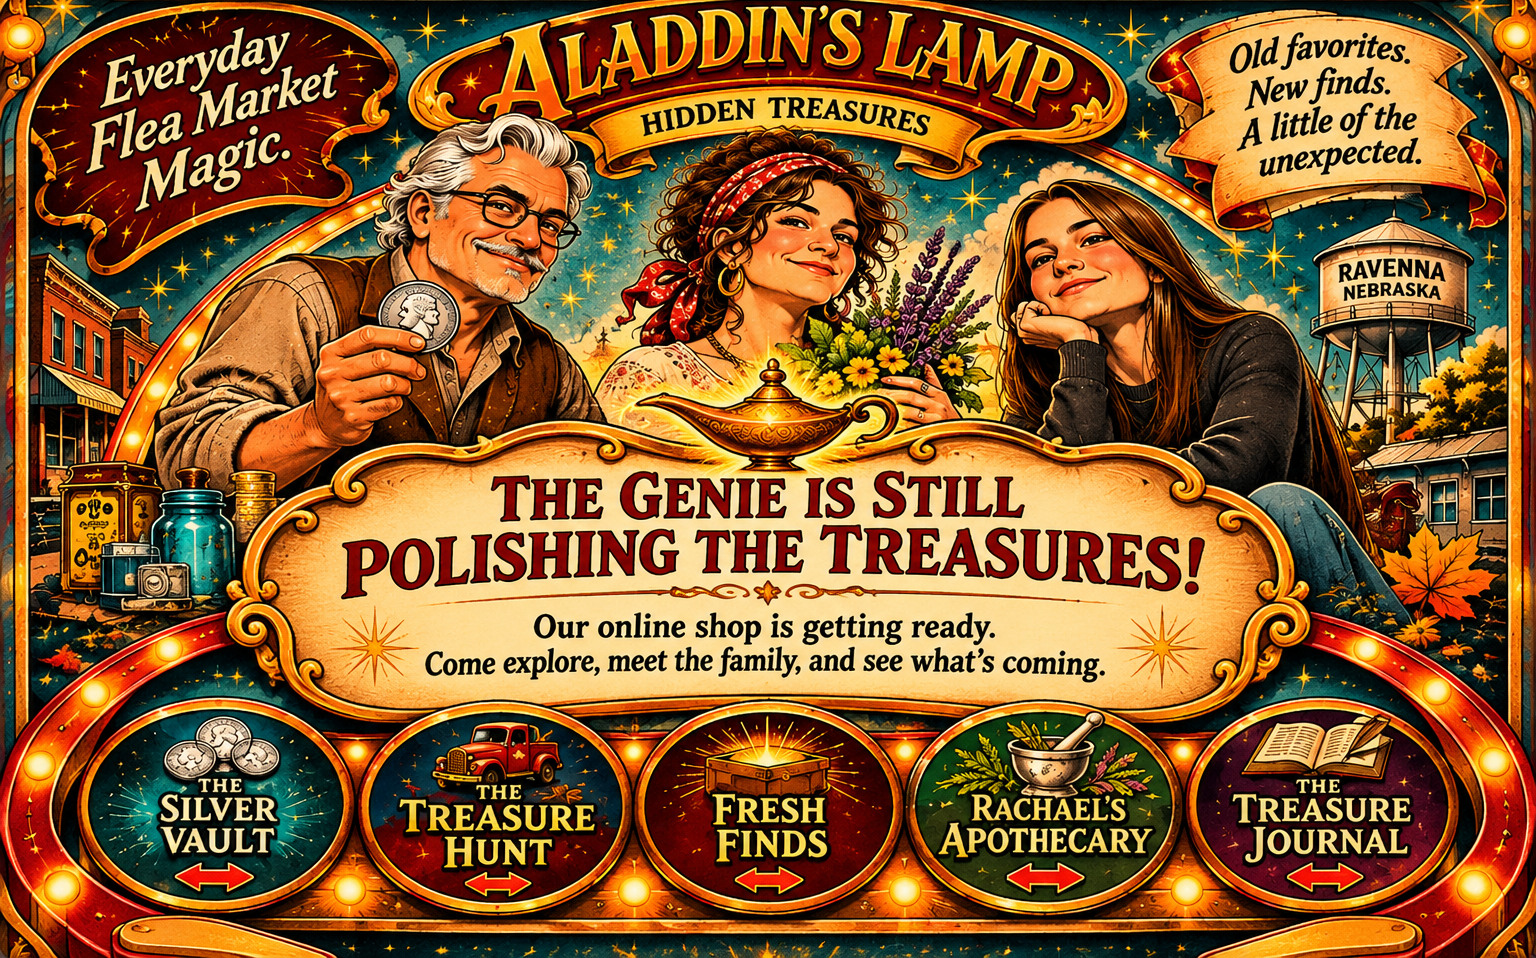 Everyday
Flea Market
Magic.
ALADDIN'S LAMP
HIDDEN TREASURES
Old favorites.
New finds.
A little of the
unexpected.
RAVENNA
NEBRASKA
THE GENIE IS STILL
POLISHING THE TREASURES!
Our online shop is getting ready.
Come explore, meet the family, and see what's coming.
THE
SILVER
VAULT
THE
TREASURE
HUNT
FRESH
FINDS
RACHAEL'S
APOTHECARY
THE
TREASURE
JOURNAL